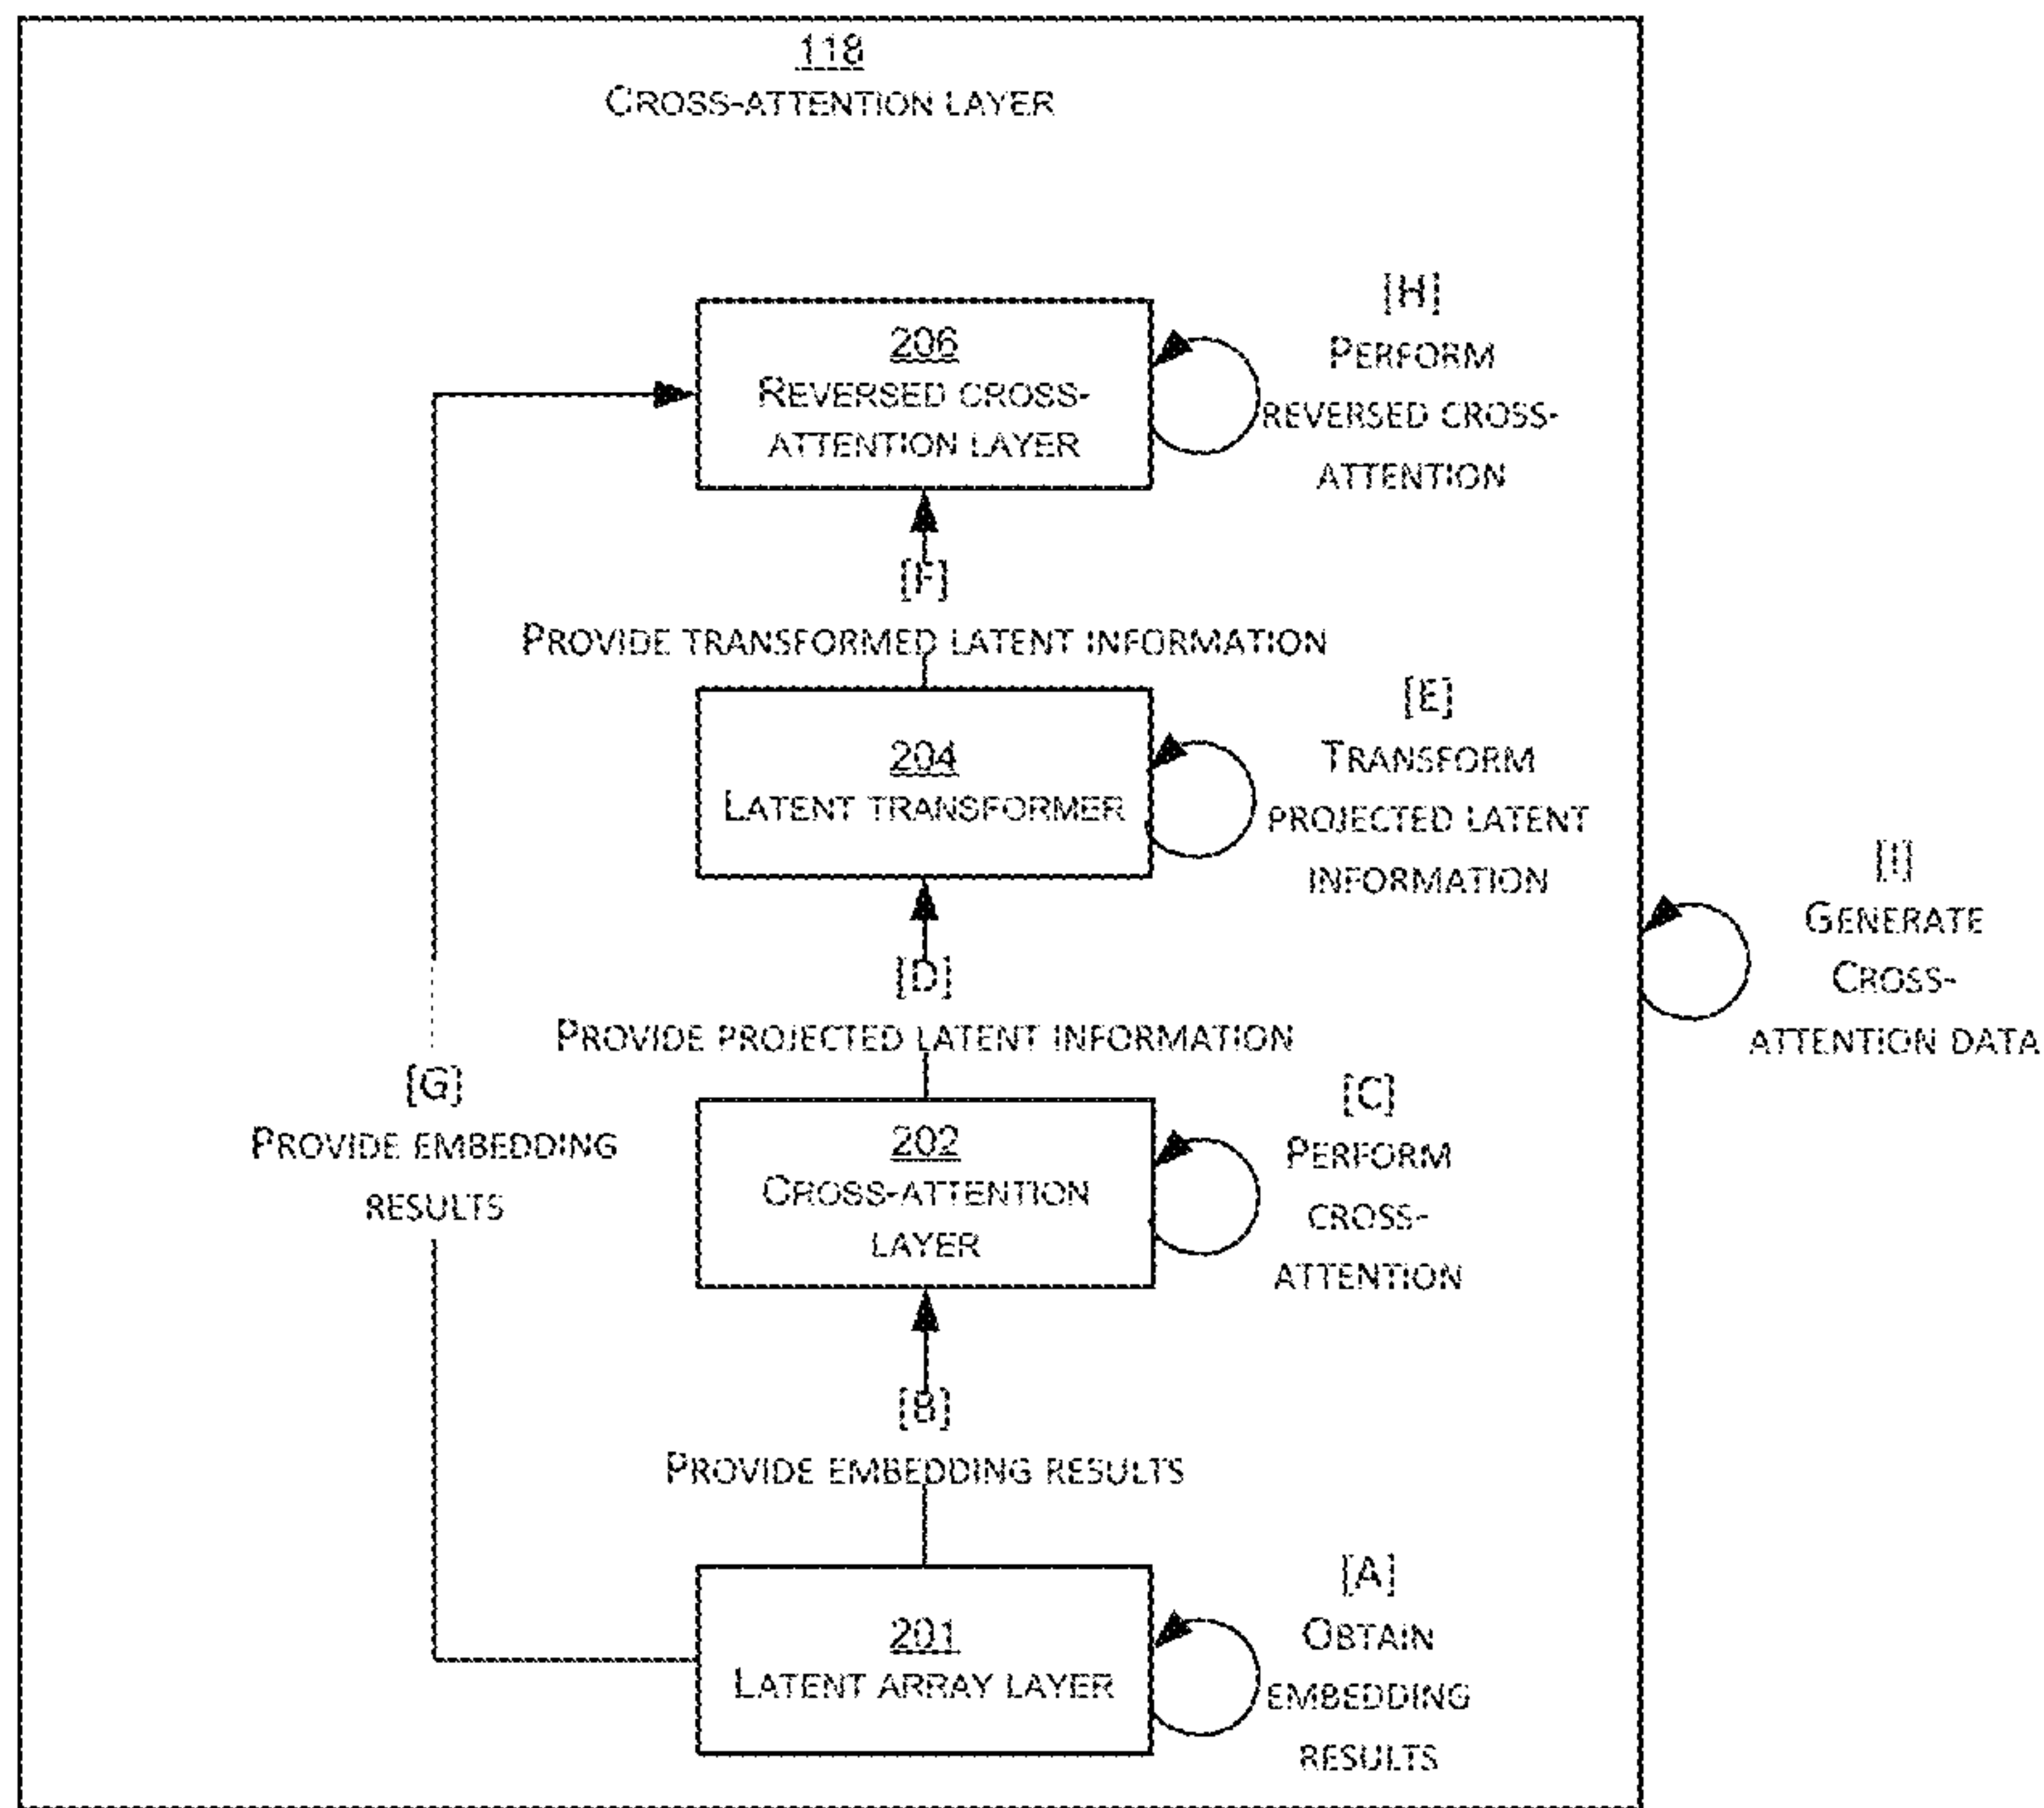 118
CROSS-ATTENTION LAYER
[H]
PERFORM
REVERSED CROSS-
ATTENTION
206
REVERSED CROSS-
ATTENTION LAYER
[F]
PROVIDE TRANSFORMED LATENT INFORMATION
[E]
TRANSFORM
PROJECTED LATENT
INFORMATION
204
LATENT TRANSFORMER
[I]
GENERATE
CROSS-
ATTENTION DATA
[D]
PROVIDE PROJECTED LATENT INFORMATION
[G]
PROVIDE EMBEDDING
RESULTS
202
CROSS-ATTENTION
LAYER
[C]
PERFORM
CROSS-
ATTENTION
[B]
PROVIDE EMBEDDING RESULTS
201
LATENT ARRAY LAYER
[A]
OBTAIN
EMBEDDING
RESULTS